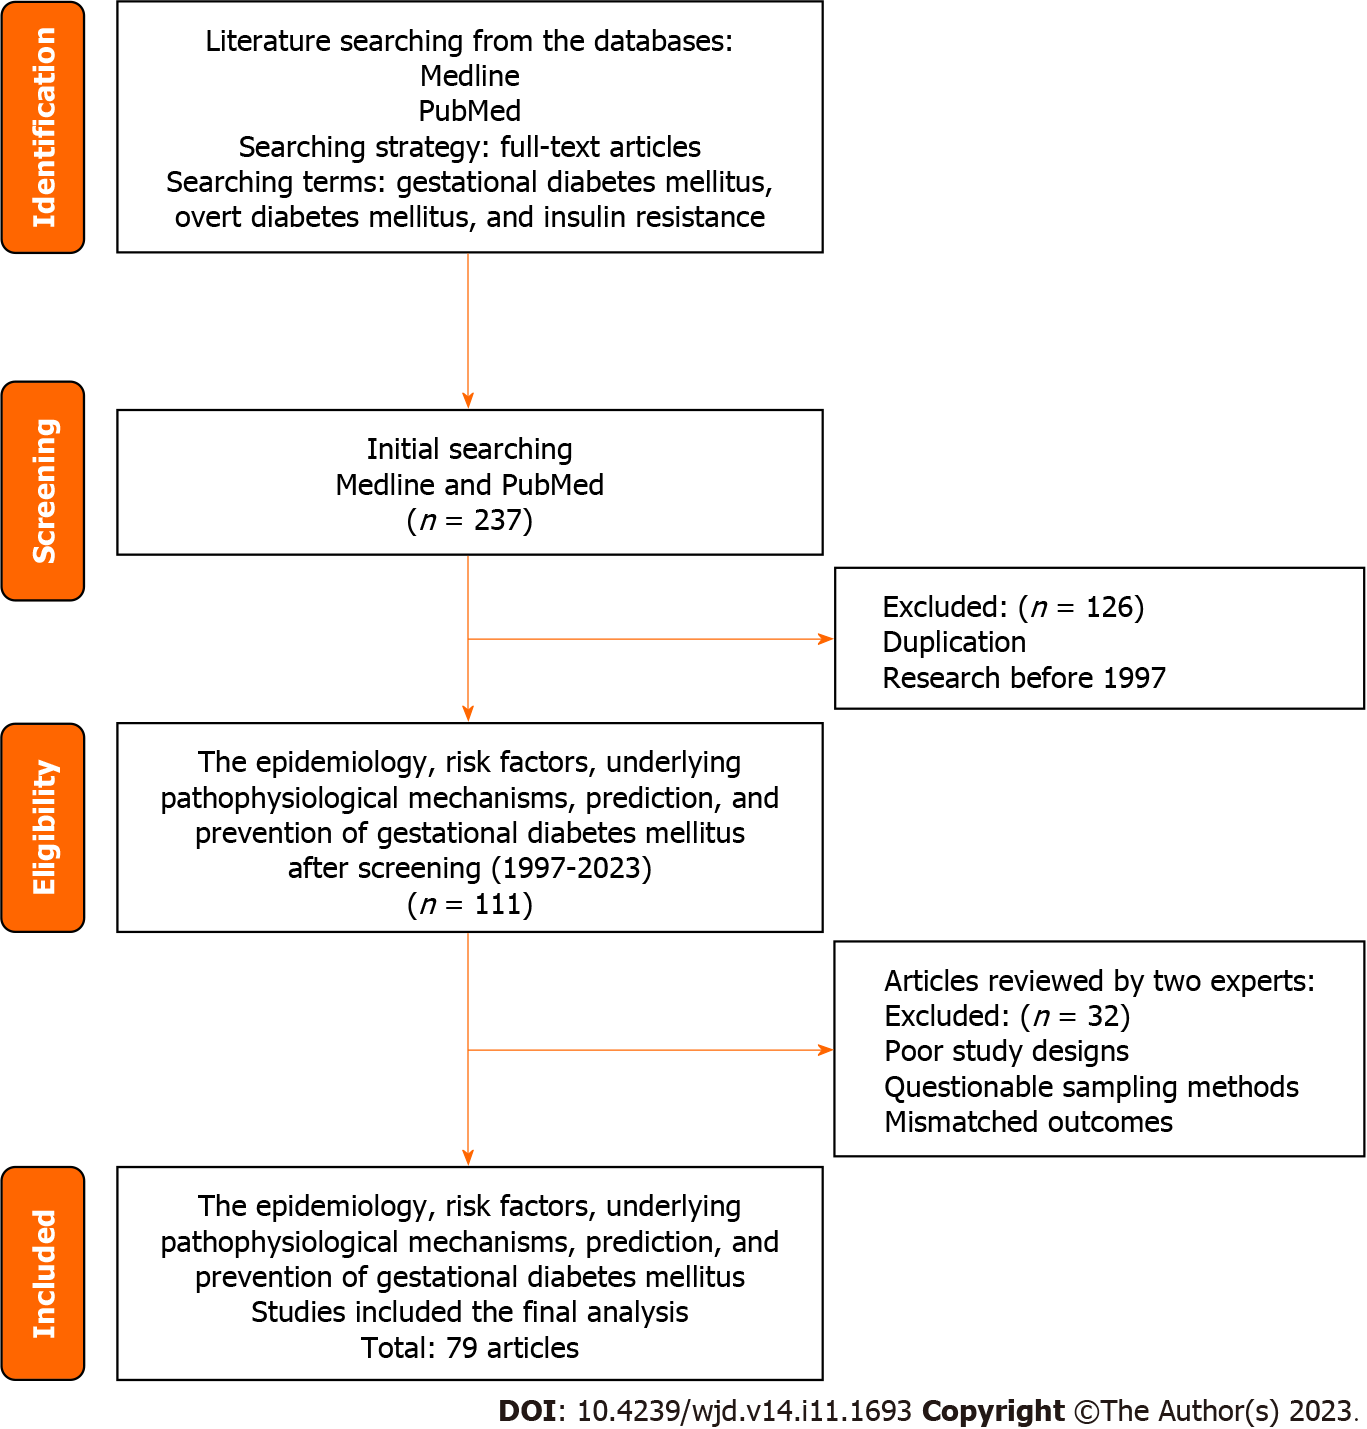 Identification
Literature searching from the databases:
Medline
PubMed
Searching strategy: full-text articles
Searching terms: gestational diabetes mellitus,
overt diabetes mellitus, and insulin resistance
Screening
Initial searching
Medline and PubMed
(n = 237)
Excluded: (n = 126)
Duplication
Research before 1997
Eligibility
The epidemiology, risk factors, underlying
pathophysiological mechanisms, prediction, and
prevention of gestational diabetes mellitus
after screening (1997-2023)
(n = 111)
Articles reviewed by two experts:
Excluded: (n = 32)
Poor study designs
Questionable sampling methods
Mismatched outcomes
Included
The epidemiology, risk factors, underlying
pathophysiological mechanisms, prediction, and
prevention of gestational diabetes mellitus
Studies included the final analysis
Total: 79 articles
DOI: 10.4239/wjd.v14.i11.1693 Copyright ©The Author(s) 2023.